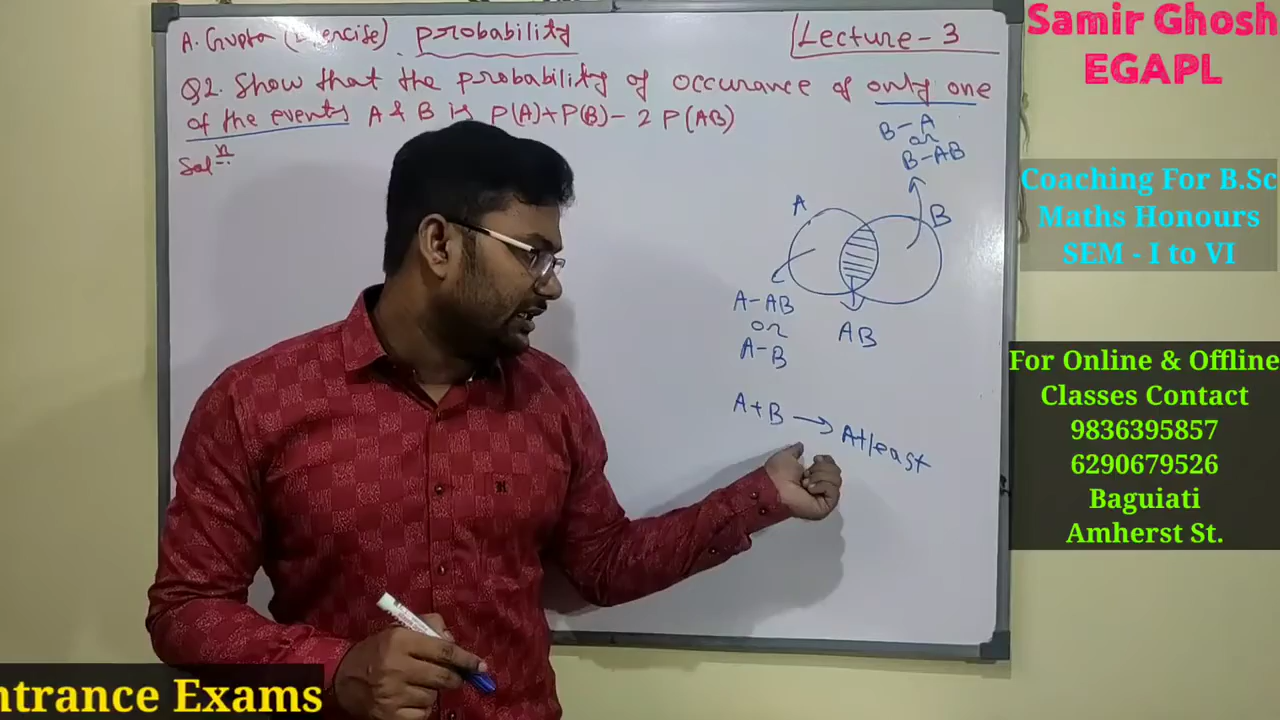 A. Gupta (Exercise) probability
Lecture-3
Q2. Show that the probability of occurance of only one
of the events A & B is P(A)+P(B)-2P(AB)
Solⁿ:-
B-A
or
B-AB
A
B
A-AB
or
A-B
AB
A+B → Atleast
Samir Ghosh
EGAPL
Coaching For B.Sc
Maths Honours
SEM - I to VI
For Online & Offline
Classes Contact
9836395857
6290679526
Baguiati
Amherst St.
ntrance Exams